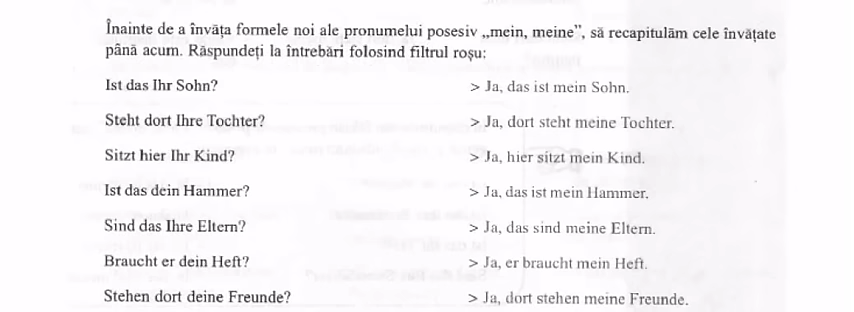 Înainte de a învăța formele noi ale pronumelui posesiv „mein, meine”, să recapitulăm cele învățate
până acum. Răspundeți la întrebări folosind filtrul roșu:
Ist das Ihr Sohn? > Ja, das ist mein Sohn.
Steht dort Ihre Tochter? > Ja, dort steht meine Tochter.
Sitzt hier Ihr Kind? > Ja, hier sitzt mein Kind.
Ist das dein Hammer? > Ja, das ist mein Hammer.
Sind das Ihre Eltern? > Ja, das sind meine Eltern.
Braucht er dein Heft? > Ja, er braucht mein Heft.
Stehen dort deine Freunde? > Ja, dort stehen meine Freunde.